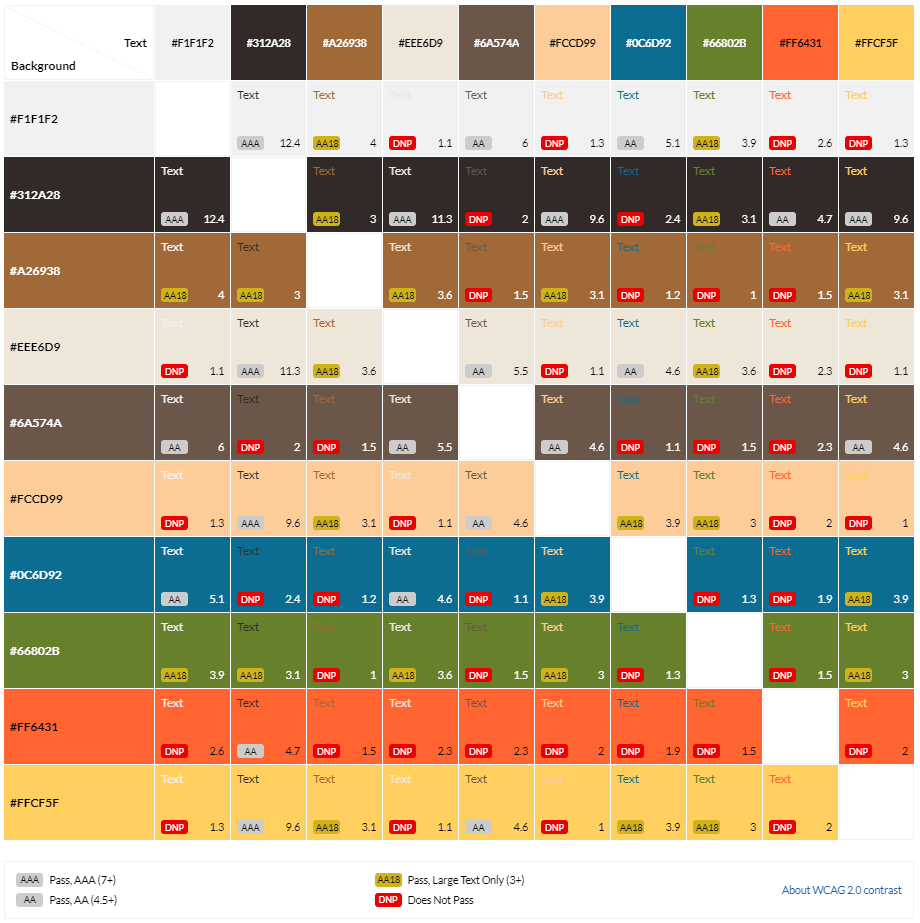 Text #F1F1F2 #312A28 #A26938 #EEE6D9 #6A574A #FCCD99 #0C6D92 #66802B #FF6431 #FFCF5F
Background
Text Text Text Text Text Text Text Text Text
#F1F1F2
AAA 12.4 AA18 4 DNP 1.1 AA 6 DNP 1.3 AA 5.1 AA18 3.9 DNP 2.6 DNP 1.3
Text Text Text Text Text Text Text Text Text
#312A28
AAA 12.4 AA18 3 AAA 11.3 DNP 2 AAA 9.6 DNP 2.4 AA18 3.1 AA 4.7 AAA 9.6
Text Text Text Text Text Text Text Text Text
#A26938
AA18 4 AA18 3 AA18 3.6 DNP 1.5 AA18 3.1 DNP 1.2 DNP 1 DNP 1.5 AA18 3.1
Text Text Text Text Text Text Text Text Text
#EEE6D9
DNP 1.1 AAA 11.3 AA18 3.6 AA 5.5 DNP 1.1 AA 4.6 AA18 3.6 DNP 2.3 DNP 1.1
Text Text Text Text Text Text Text Text Text
#6A574A
AA 6 DNP 2 DNP 1.5 AA 5.5 AA 4.6 DNP 1.1 DNP 1.5 DNP 2.3 AA 4.6
Text Text Text Text Text Text Text Text Text
#FCCD99
DNP 1.3 AAA 9.6 AA18 3.1 DNP 1.1 AA 4.6 AA18 3.9 AA18 3 DNP 2 DNP 1
Text Text Text Text Text Text Text Text Text
#0C6D92
AA 5.1 DNP 2.4 DNP 1.2 AA 4.6 DNP 1.1 AA18 3.9 DNP 1.3 DNP 1.9 AA18 3.9
Text Text Text Text Text Text Text Text Text
#66802B
AA18 3.9 AA18 3.1 DNP 1 AA18 3.6 DNP 1.5 AA18 3 DNP 1.3 DNP 1.5 AA18 3
Text Text Text Text Text Text Text Text Text
#FF6431
DNP 2.6 AA 4.7 DNP 1.5 DNP 2.3 DNP 2.3 DNP 2 DNP 1.9 DNP 1.5 DNP 2
Text Text Text Text Text Text Text Text Text
#FFCF5F
DNP 1.3 AAA 9.6 AA18 3.1 DNP 1.1 AA 4.6 DNP 1 AA18 3.9 AA18 3 DNP 2
AAA Pass, AAA (7+) AA18 Pass, Large Text Only (3+)
About WCAG 2.0 contrast
AA Pass, AA (4.5+) DNP Does Not Pass